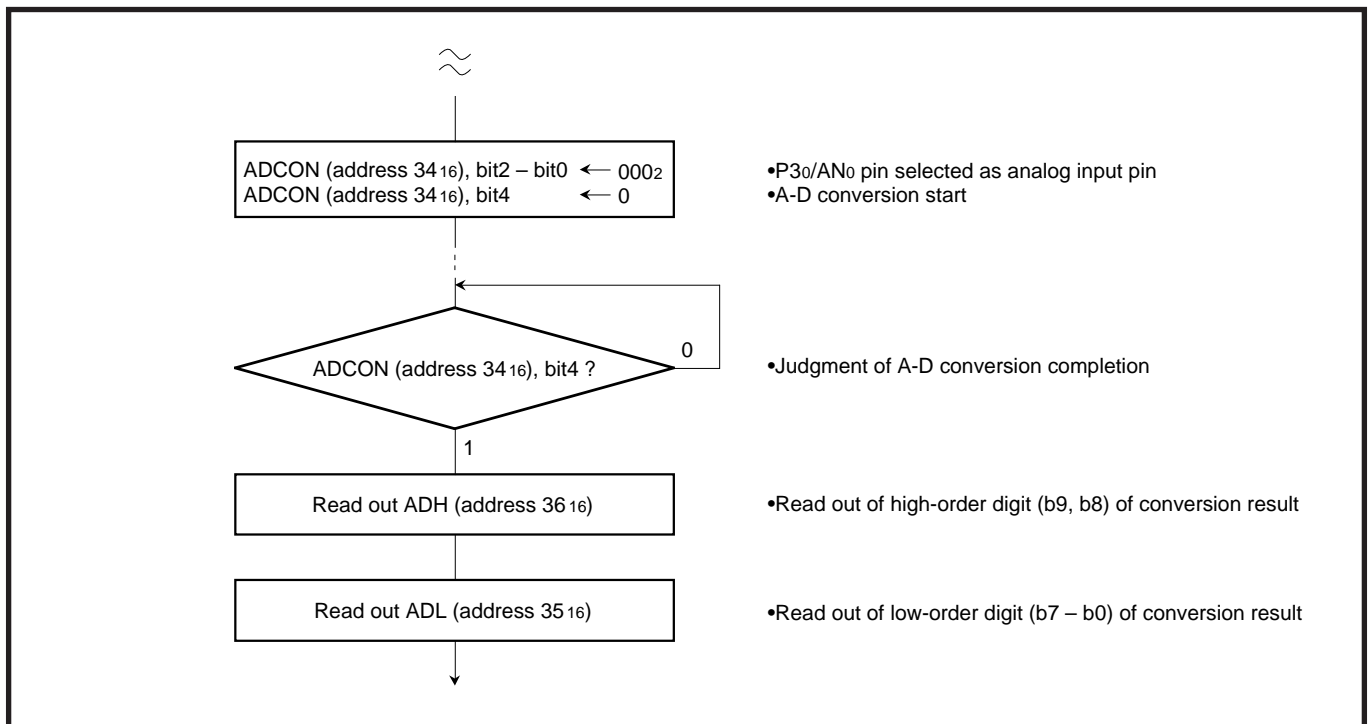 ADCON (address 34₁₆), bit2 – bit0 ← 000₂
ADCON (address 34₁₆), bit4 ← 0
•P3₀/AN₀ pin selected as analog input pin
•A-D conversion start
ADCON (address 34₁₆), bit4 ?
0
•Judgment of A-D conversion completion
1
Read out ADH (address 36₁₆)
•Read out of high-order digit (b9, b8) of conversion result
Read out ADL (address 35₁₆)
•Read out of low-order digit (b7 – b0) of conversion result